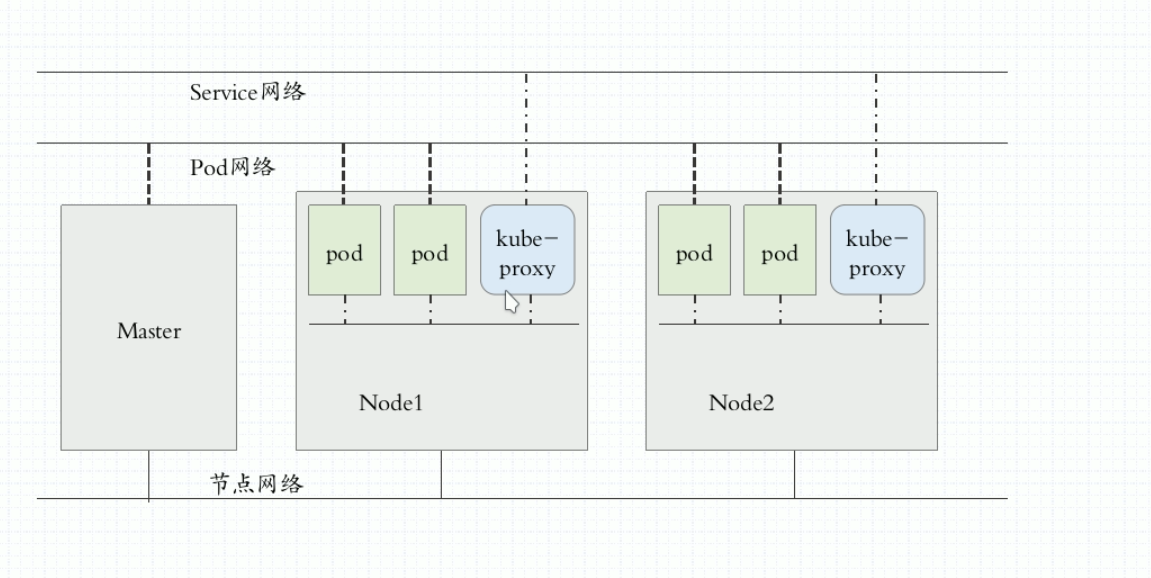 Service网络
Pod网络
pod
pod
kube-
proxy
pod
pod
kube-
proxy
Master
Node1
Node2
节点网络